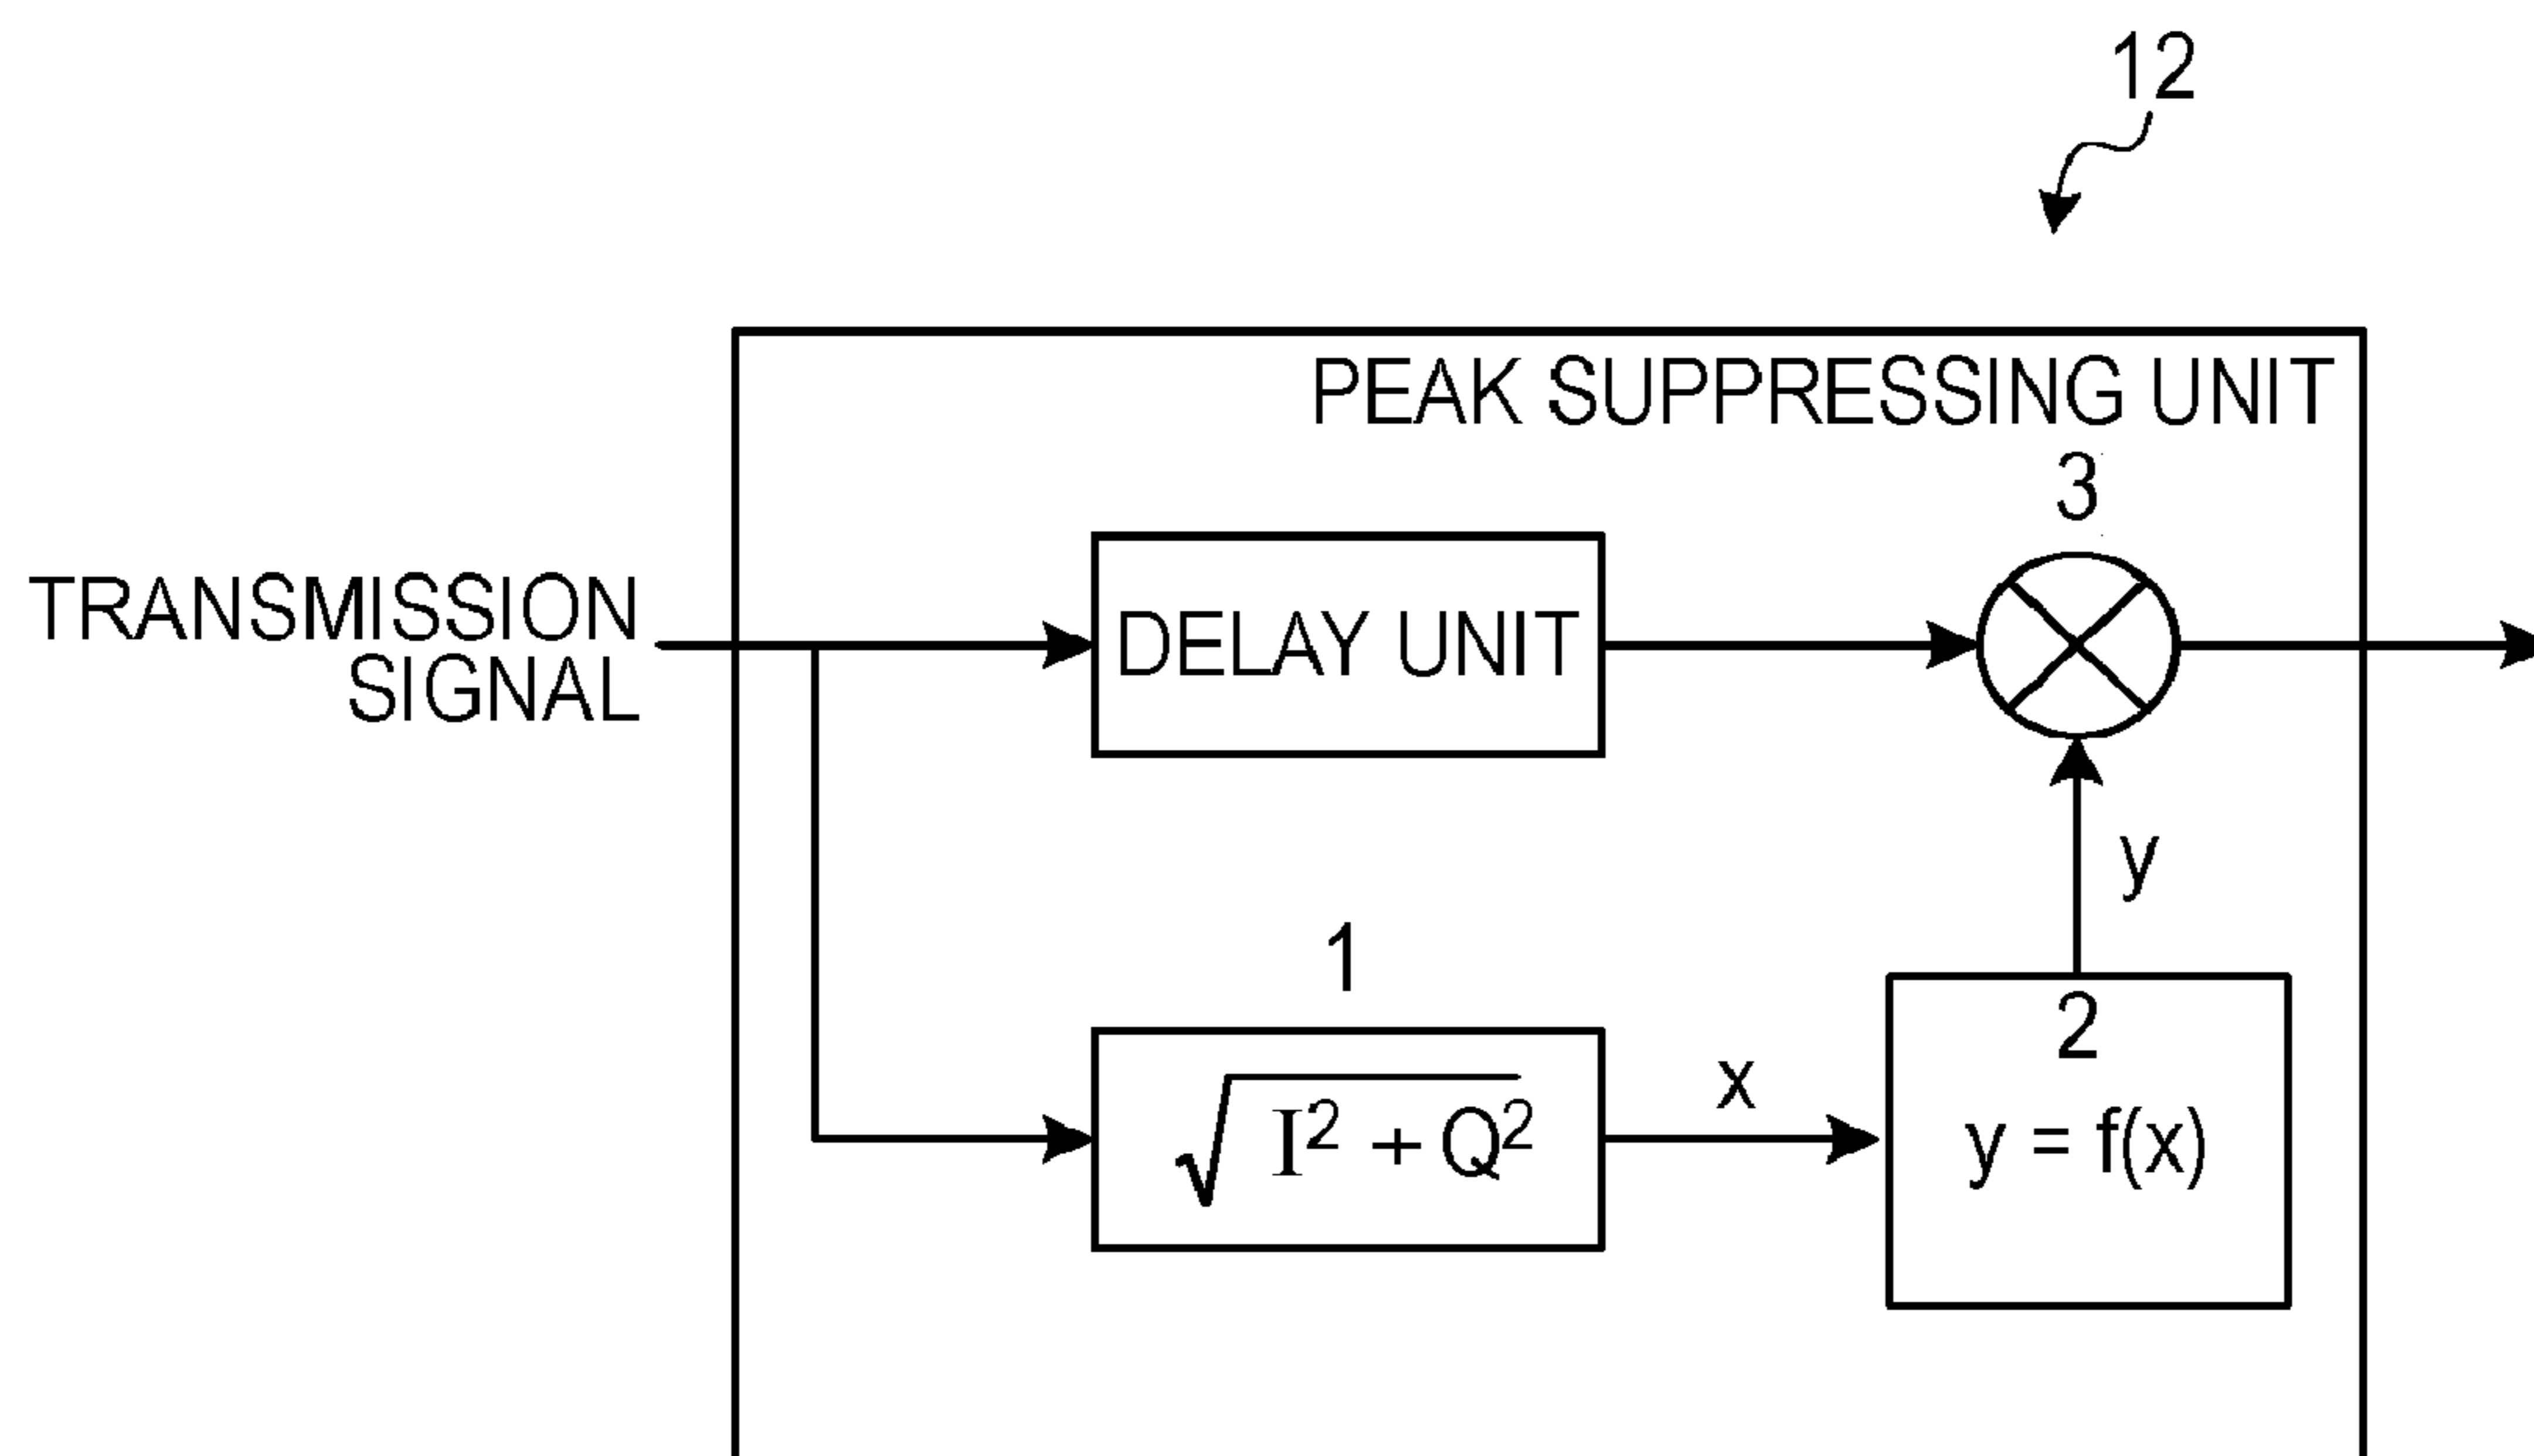 12
PEAK SUPPRESSING UNIT
3
TRANSMISSION
SIGNAL
DELAY UNIT
y
1
2
x
√I² + Q²
y = f(x)